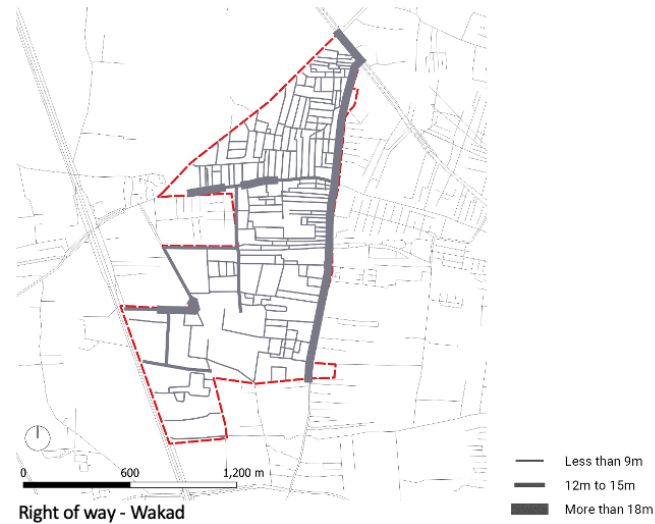 0 600 1,200 m
Right of way - Wakad
Less than 9m
12m to 15m
More than 18m